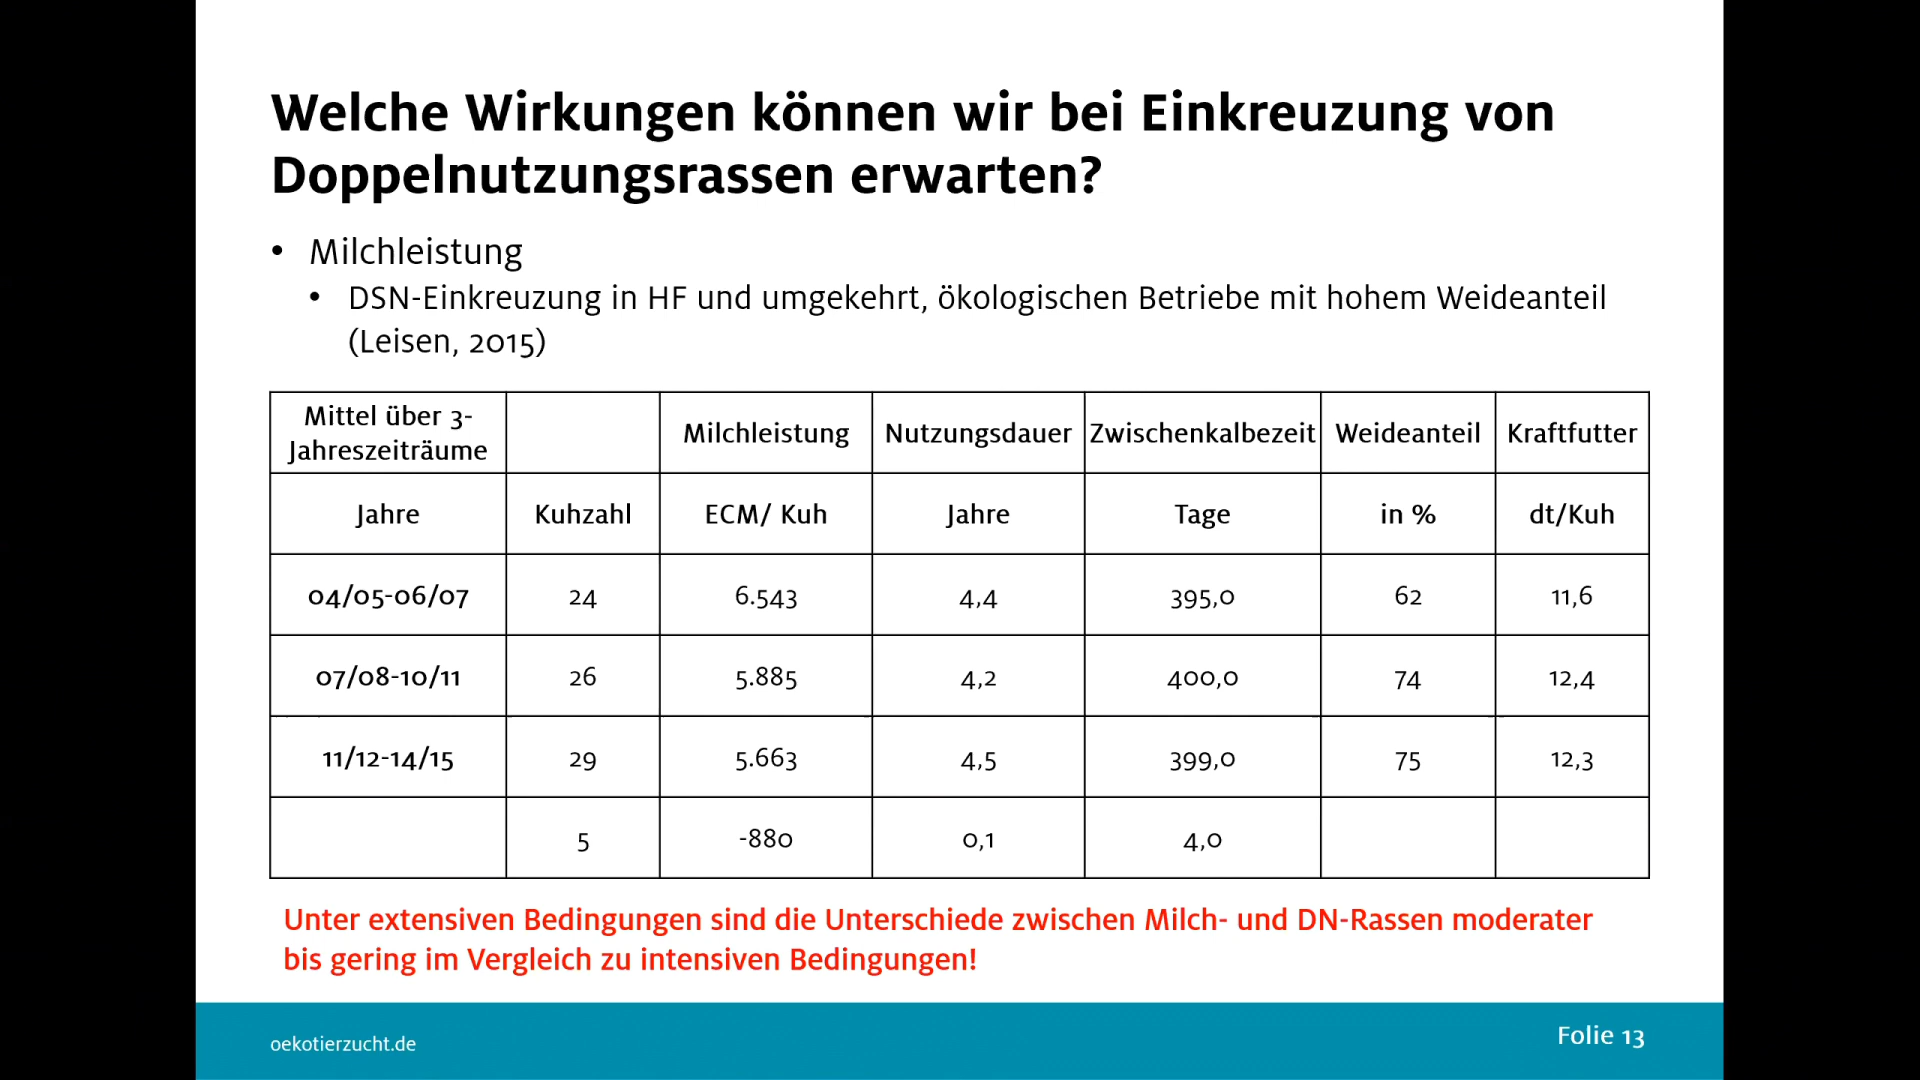 Welche Wirkungen können wir bei Einkreuzung von
Doppelnutzungsrassen erwarten?
• Milchleistung
• DSN-Einkreuzung in HF und umgekehrt, ökologischen Betriebe mit hohem Weideanteil
(Leisen, 2015)
Mittel über 3-
Jahreszeiträume
Milchleistung Nutzungsdauer Zwischenkalbezeit Weideanteil Kraftfutter
Jahre Kuhzahl ECM/ Kuh Jahre Tage in % dt/Kuh
04/05-06/07 24 6.543 4,4 395,0 62 11,6
07/08-10/11 26 5.885 4,2 400,0 74 12,4
11/12-14/15 29 5.663 4,5 399,0 75 12,3
5 -880 0,1 4,0
Unter extensiven Bedingungen sind die Unterschiede zwischen Milch- und DN-Rassen moderater
bis gering im Vergleich zu intensiven Bedingungen!
oekotierzucht.de
Folie 13